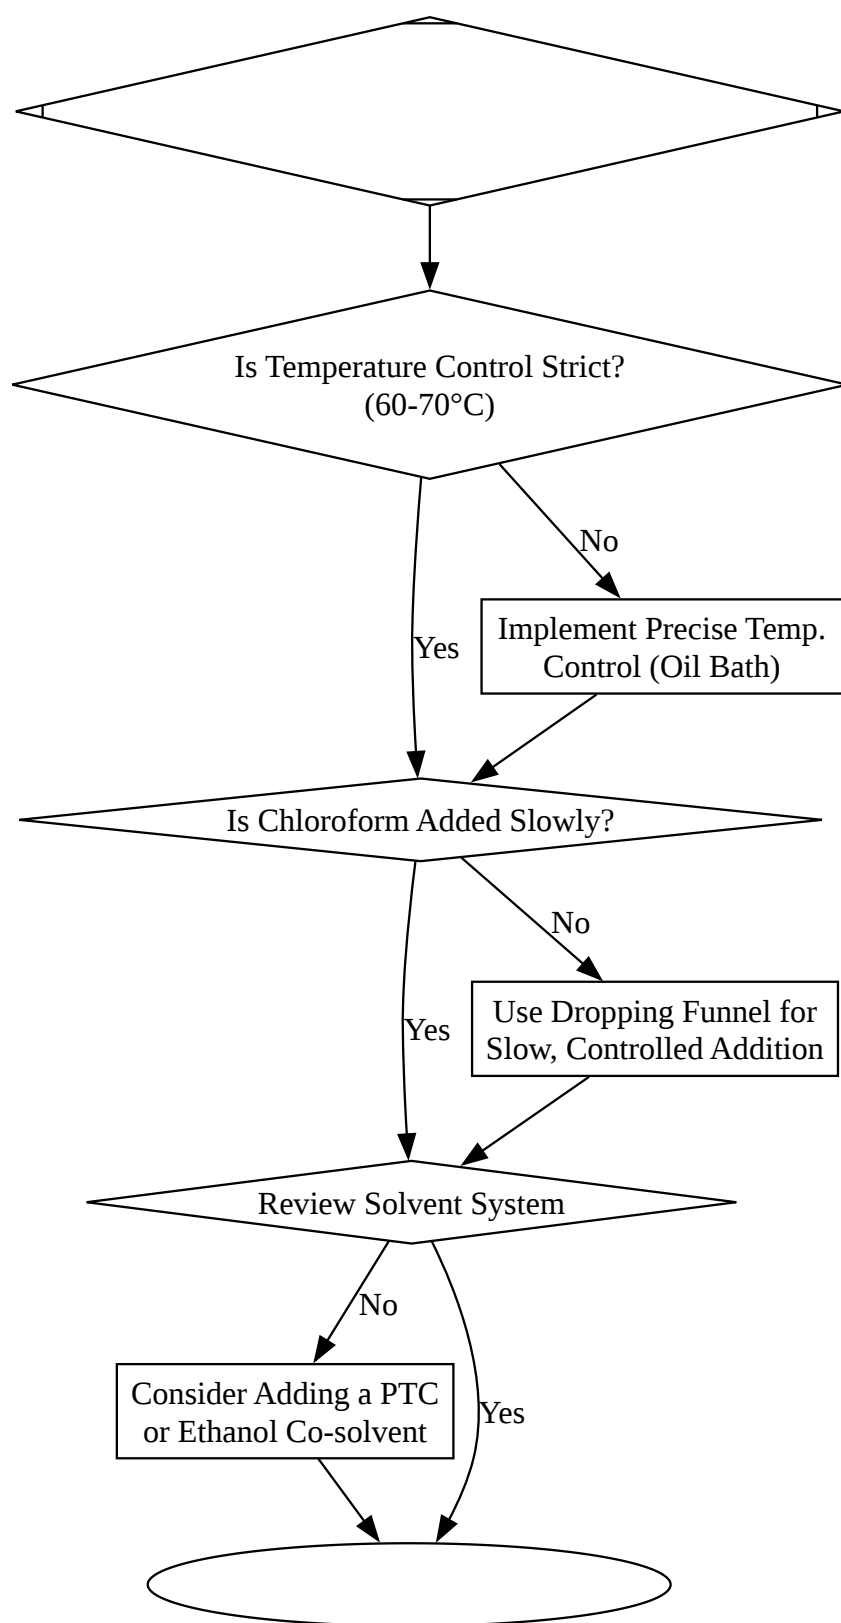 Is Temperature Control Strict?
(60-70°C)
No
Implement Precise Temp.
Control (Oil Bath)
Yes
Is Chloroform Added Slowly?
No
Use Dropping Funnel for
Slow, Controlled Addition
Yes
Review Solvent System
No
Consider Adding a PTC
or Ethanol Co-solvent
Yes